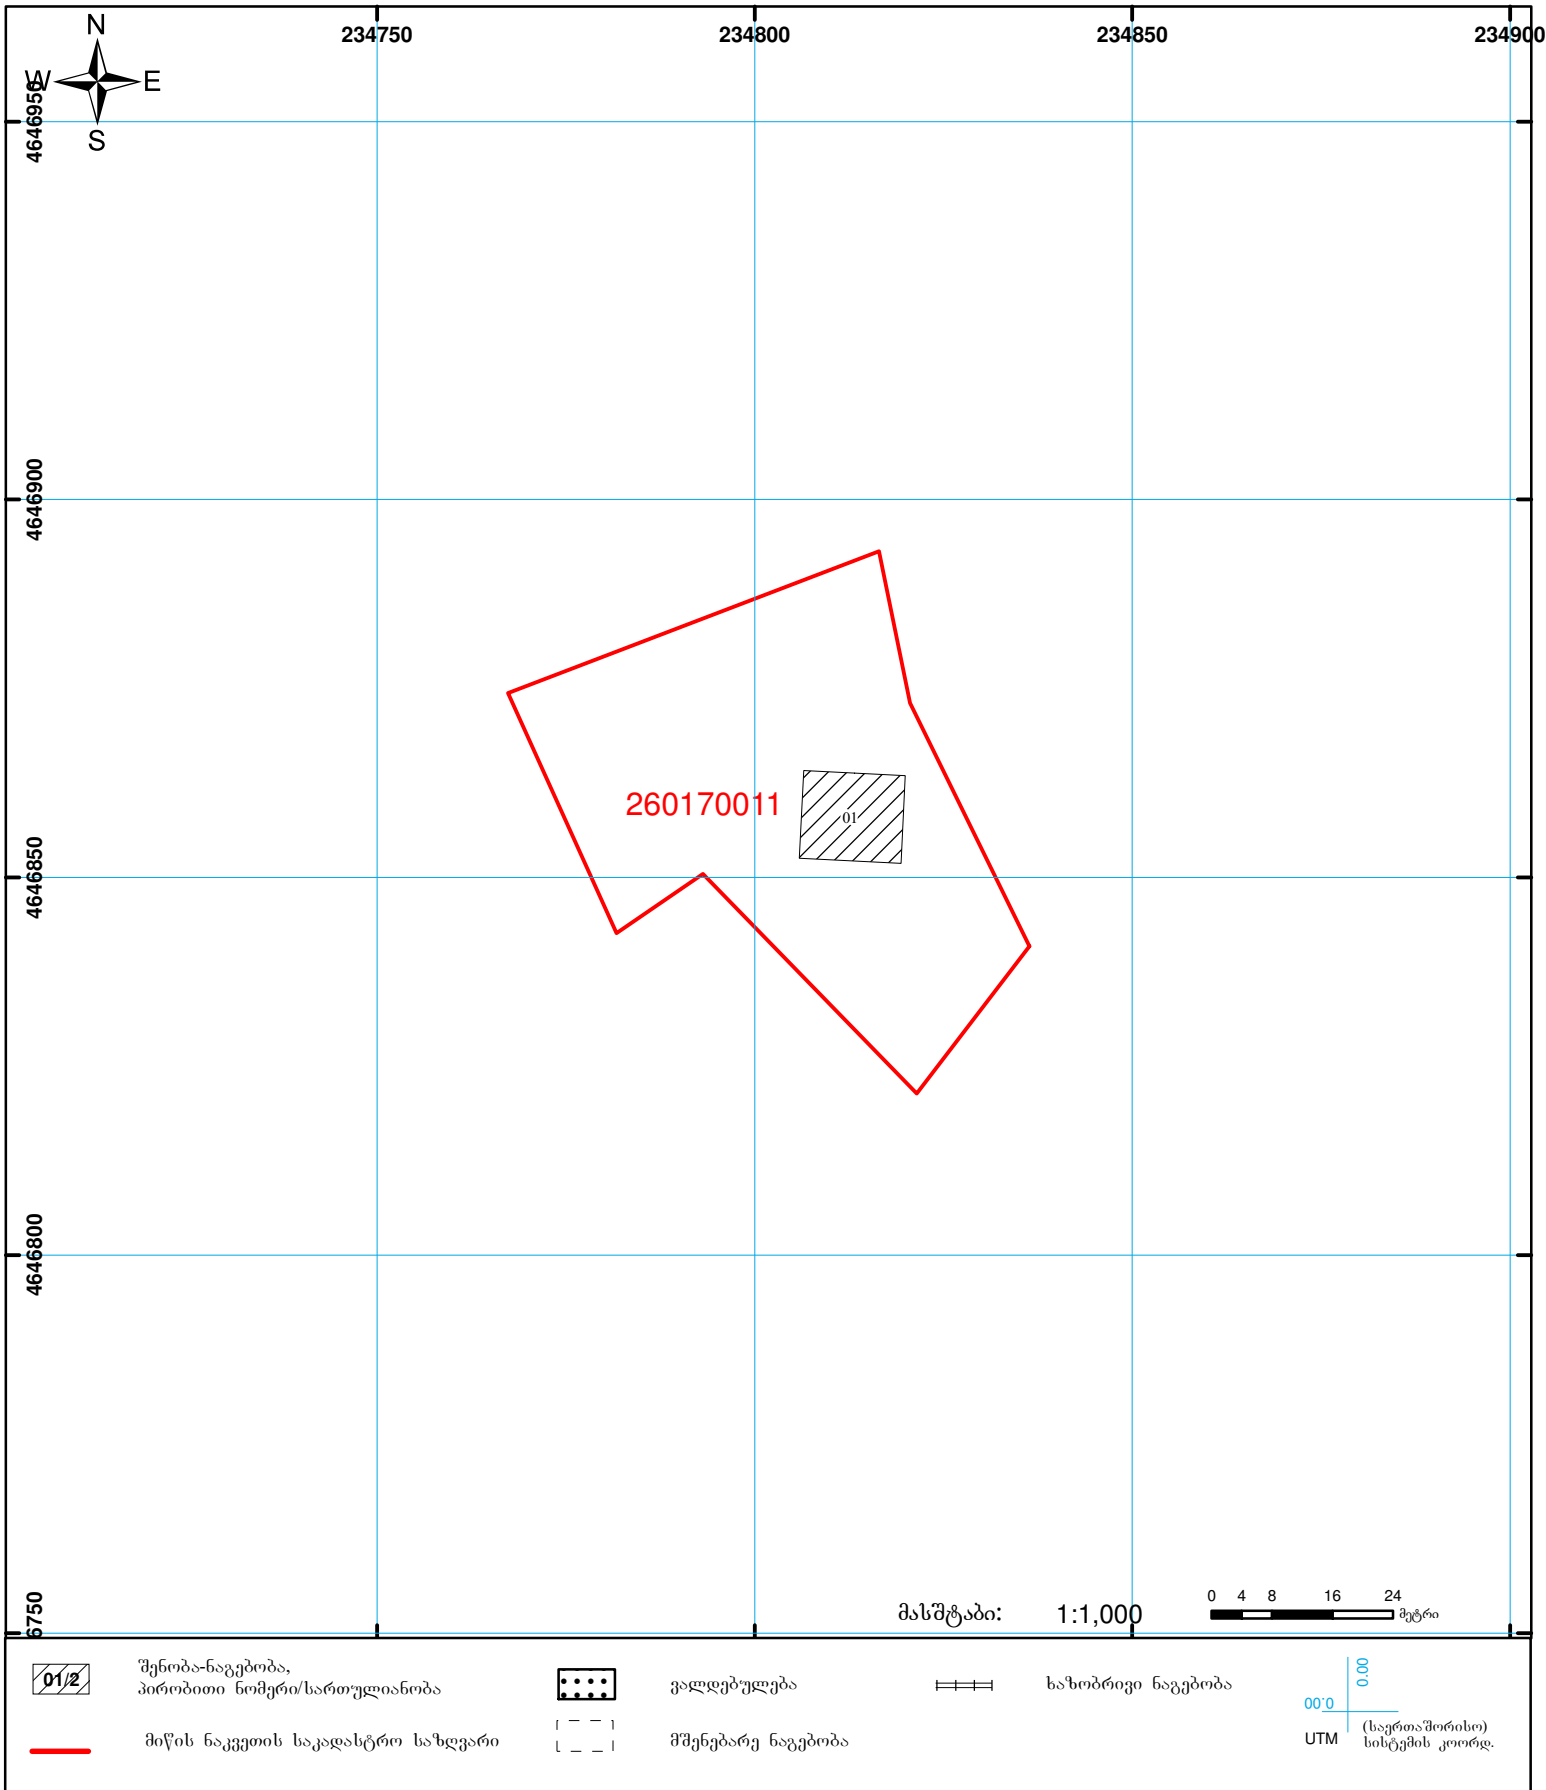 N
234750
234800
234850
234900
W
E
S
4646950
4646900
260170011
01
4646850
4646800
6750
მასშტაბი:
1:1,000
0 4 8 16 24
მეტრი
01/2
შენობა-ნაგებობა,
პირობითი ნომერი/სართულიანობა
ვალდებულება
ხაზობრივი ნაგებობა
00.0
0.00
მიწის ნაკვეთის საკადასტრო საზღვარი
მშენებარე ნაგებობა
UTM
(საერთაშორისო)
სისტემის კოორდ.